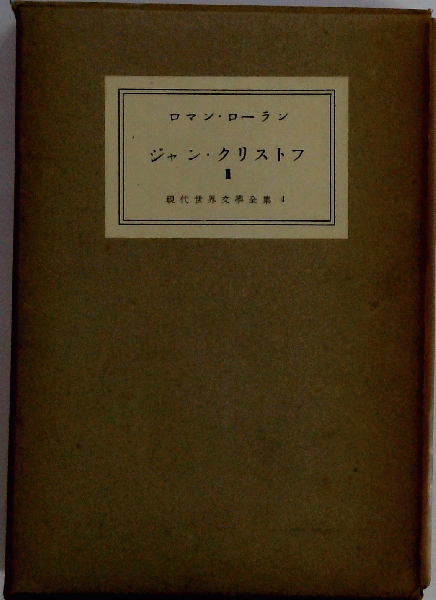 ロマン・ローラン
ジャン・クリストフ
現代世界文學全集 4